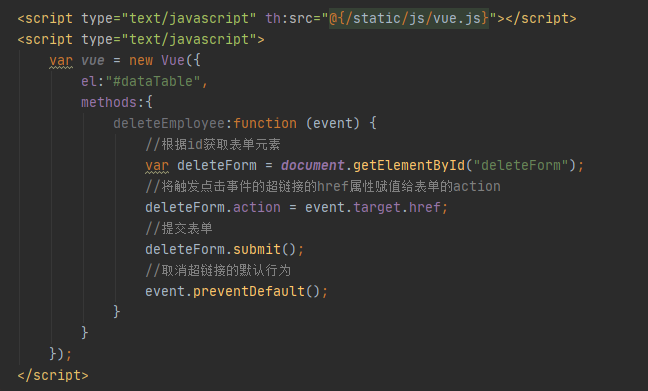 <script type="text/javascript" th:src="@{/static/js/vue.js}"></script>
<script type="text/javascript">
    var vue = new Vue({
        el:"#dataTable",
        methods:{
            deleteEmployee:function (event) {
                //根据id获取表单元素
                var deleteForm = document.getElementById("deleteForm");
                //将触发点击事件的超链接的href属性赋值给表单的action
                deleteForm.action = event.target.href;
                //提交表单
                deleteForm.submit();
                //取消超链接的默认行为
                event.preventDefault();
            }
        }
    });
</script>